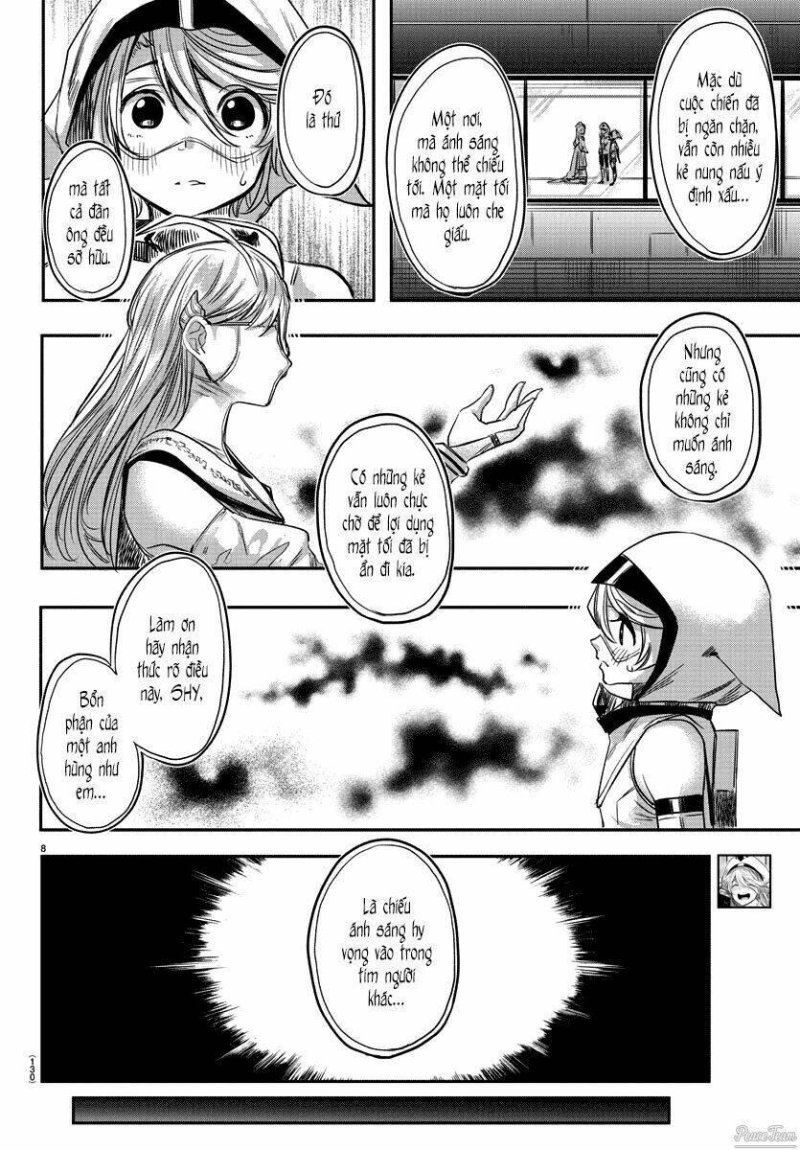 Mặc dù
cuộc chiến đã
bị ngăn chặn,
vẫn còn nhiều
kẻ nung nấu ý
định xấu...
Một nơi,
mà ánh sáng
không thể chiếu
tới. Một mặt tối
mà họ luôn che
giấu.
Đó
là thứ
mà tất
cả đàn
ông đều
sở hữu.
Nhưng
cũng có
những kẻ
không chỉ
muốn ánh
sáng.
Có những kẻ
vẫn luôn chực
chờ để lợi dụng
mặt tối đã bị
ẩn đi kia.
Làm ơn
hãy nhận
thức rõ điều
này, SHY,
Bổn
phận của
một anh
hùng như
em...
8
Là chiếu
ánh sáng hy
vọng vào trong
tim người
khác...
(130)
PeaceTeam